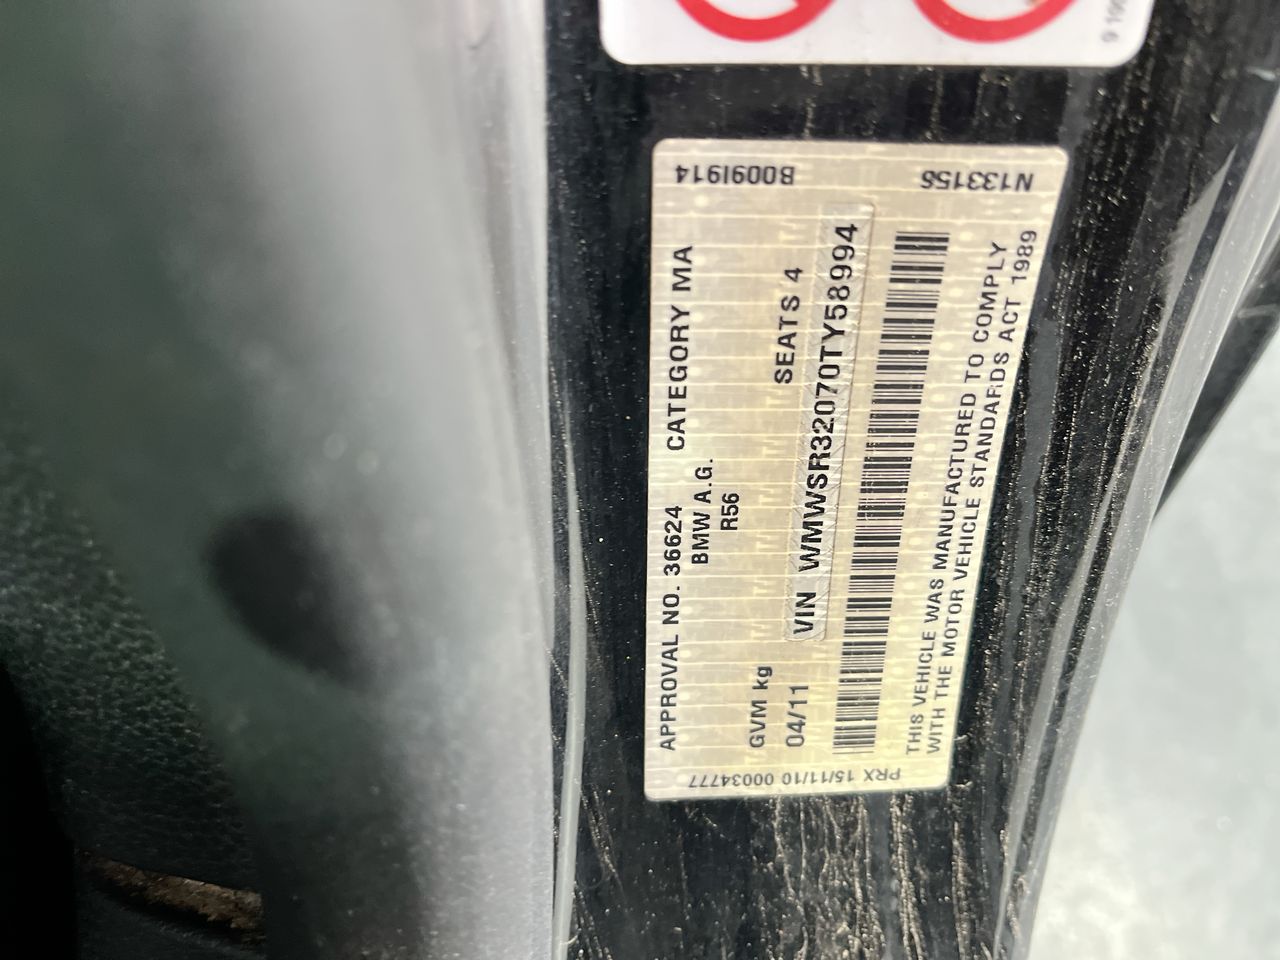 APPROVAL NO. 36624 CATEGORY MA
BMW A.G.
R56
GVM kg SEATS 4
04/11 VIN WMWSR32070TY58994
THIS VEHICLE WAS MANUFACTURED TO COMPLY
WITH THE MOTOR VEHICLE STANDARDS ACT 1989
B0091914
N133156
PRX 15/11/10 00034777